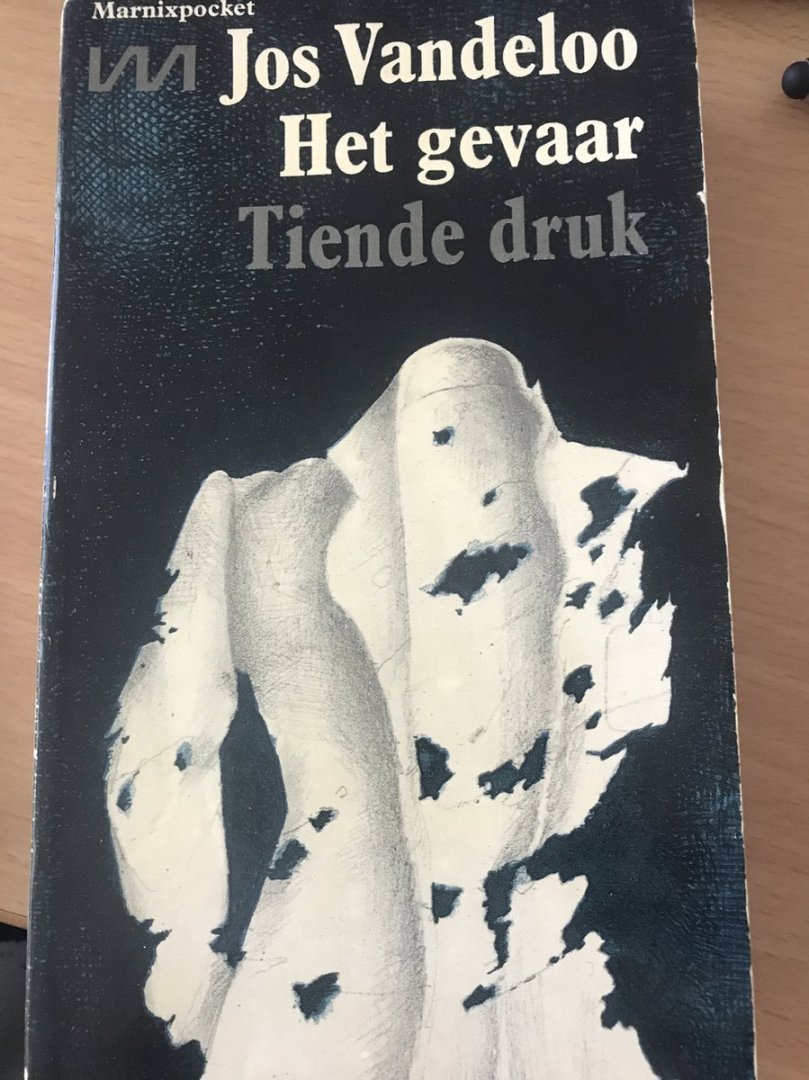 Marnixpocket
Jos Vandeloo
Het gevaar
Tiende druk